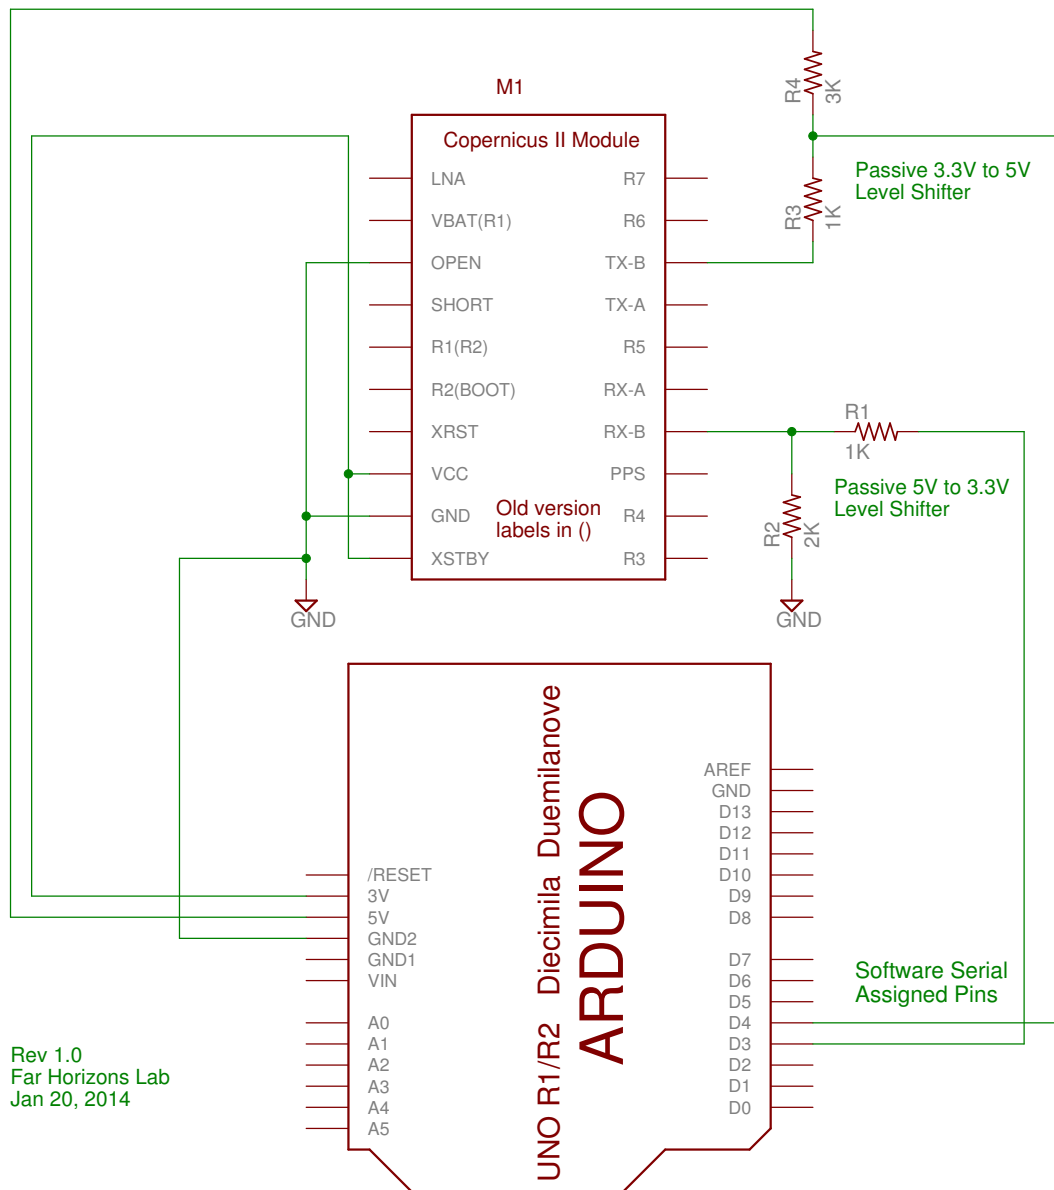 M1
Copernicus II Module
LNA
VBAT(R1)
OPEN
SHORT
R1(R2)
R2(BOOT)
XRST
VCC
GND
XSTBY
R7
R6
TX-B
TX-A
R5
RX-A
RX-B
PPS
R4
R3
Old version
labels in ()
GND
R4
3K
R3
1K
Passive 3.3V to 5V
Level Shifter
R1
1K
Passive 5V to 3.3V
Level Shifter
R2
2K
GND
UNO R1/R2 Diecimila Duemilanove
ARDUINO
/RESET
3V
5V
GND2
GND1
VIN
A0
A1
A2
A3
A4
A5
AREF
GND
D13
D12
D11
D10
D9
D8
D7
D6
D5
D4
D3
D2
D1
D0
Software Serial
Assigned Pins
Rev 1.0
Far Horizons Lab
Jan 20, 2014